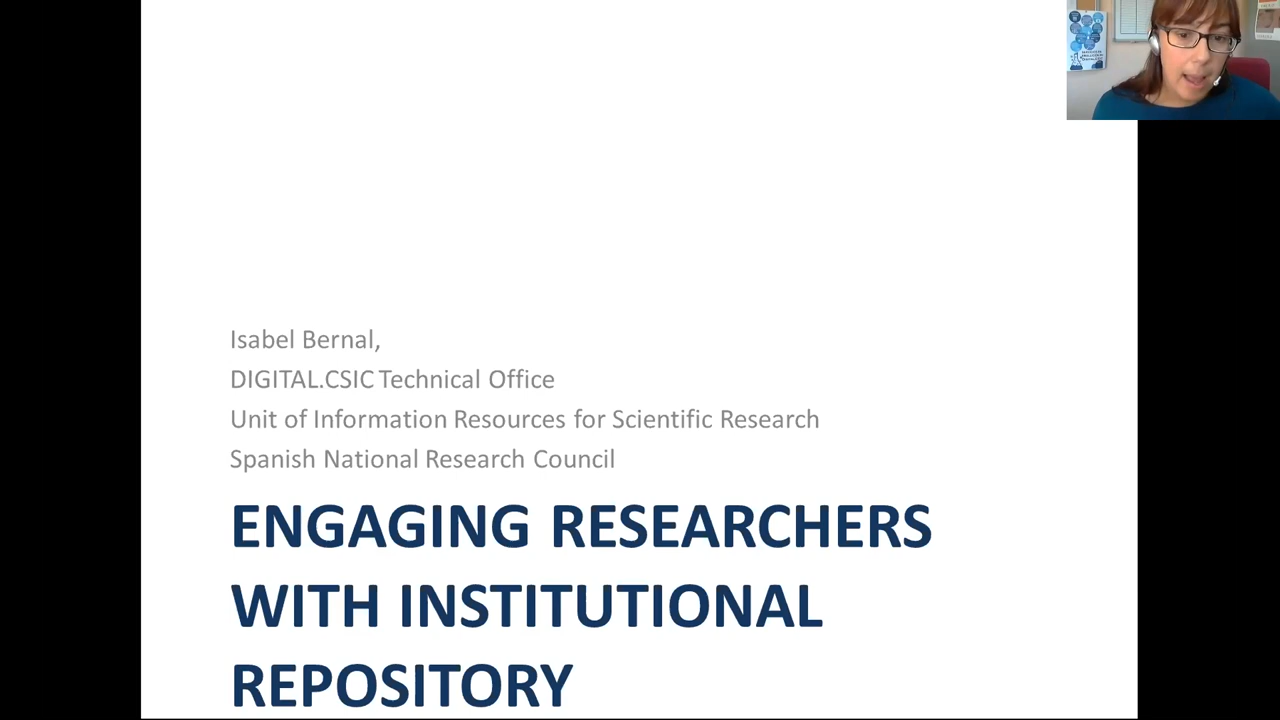 Isabel Bernal,
DIGITAL.CSIC Technical Office
Unit of Information Resources for Scientific Research
Spanish National Research Council
ENGAGING RESEARCHERS
WITH INSTITUTIONAL
REPOSITORY